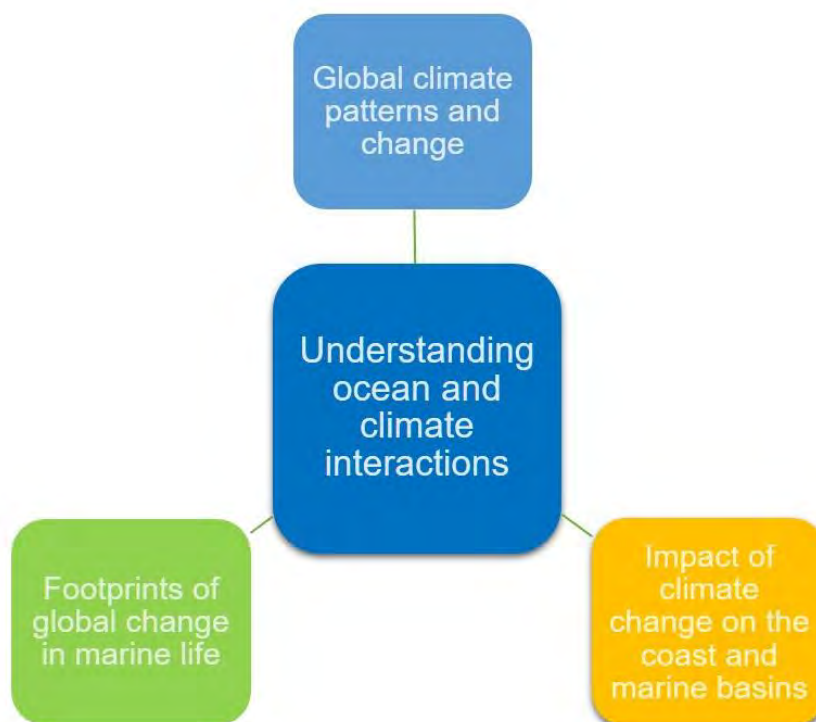 Global climate
patterns and
change
Understanding
ocean and
climate
interactions
Footprints of
global change
in marine life
Impact of
climate
change on the
coast and
marine basins